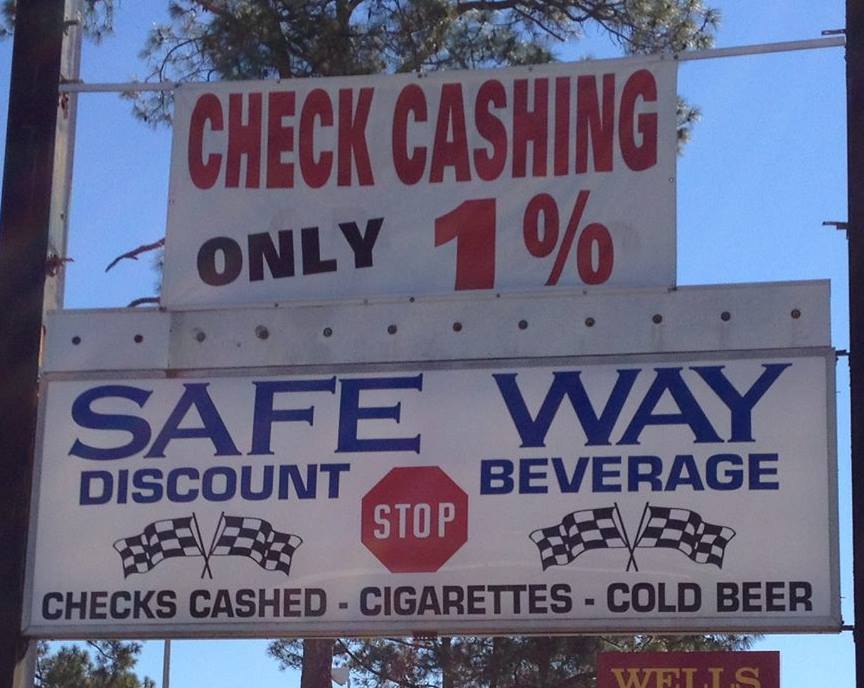 CHECK CASHING
ONLY 1%
SAFE WAY
DISCOUNT BEVERAGE
STOP
CHECKS CASHED - CIGARETTES - COLD BEER
WELLS